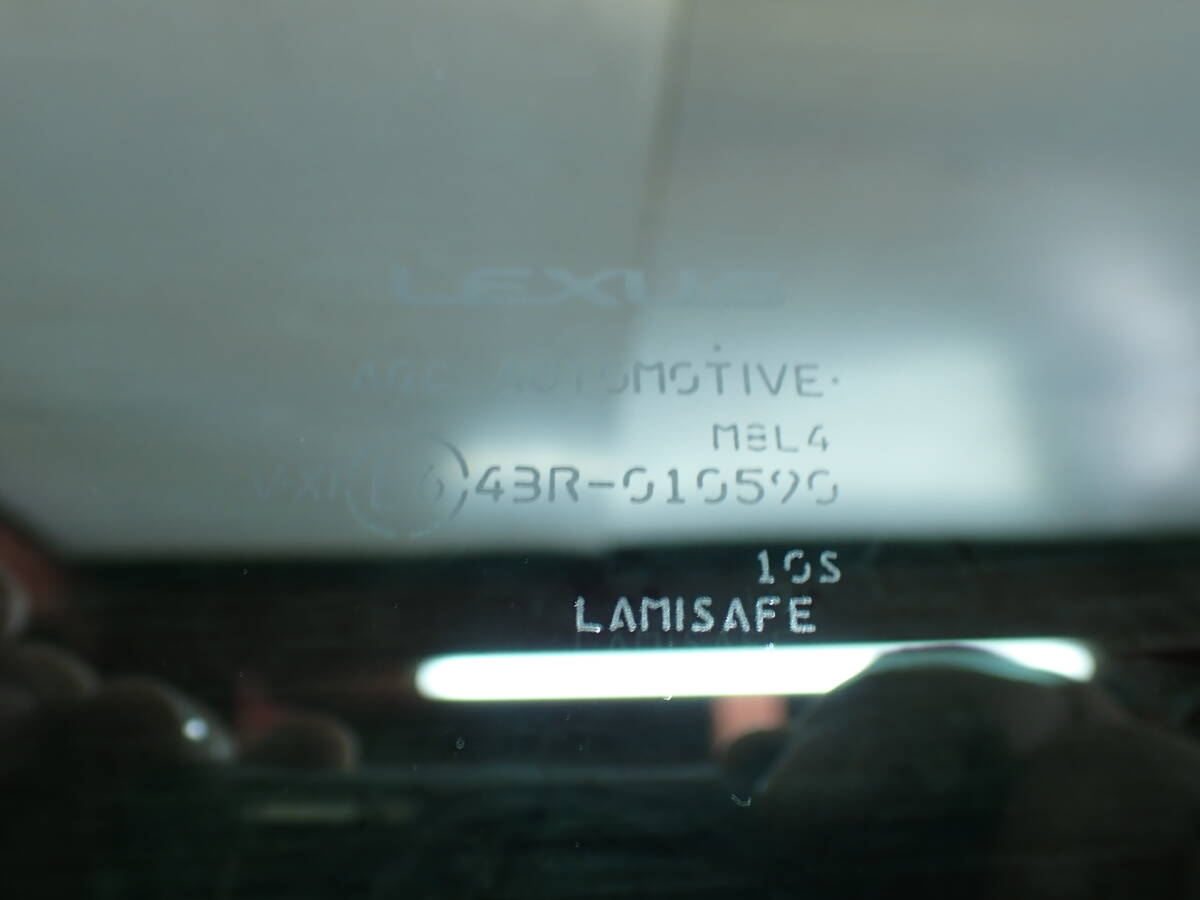 LEXUS
AUTOMOTIVE
M8L4
43R-010590
10S
LAMISAFE